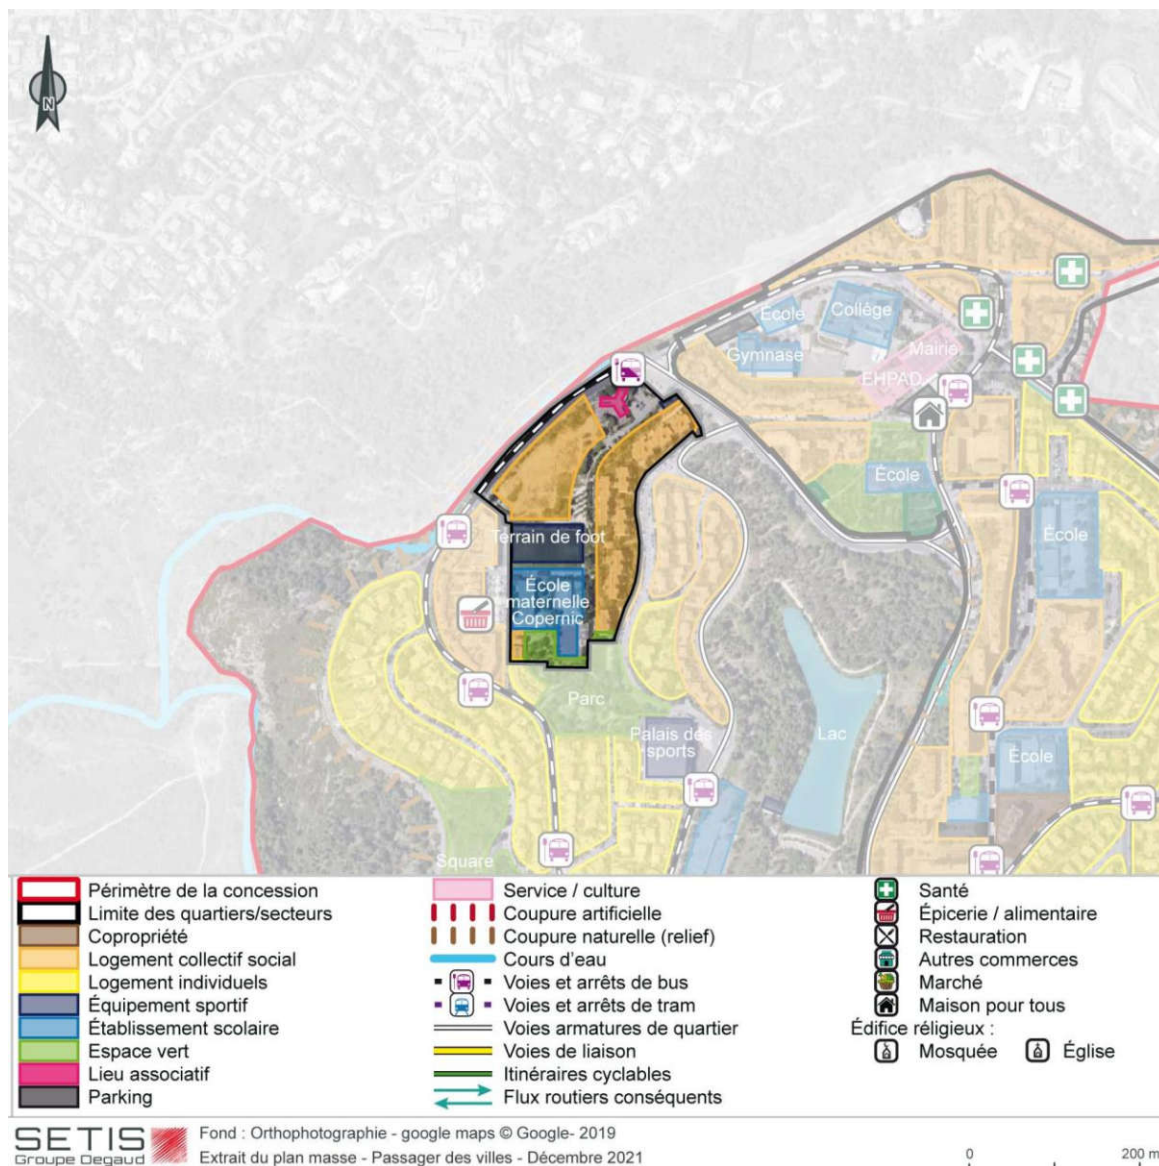 N
École
Collège
Gymnase
Mairie
EHPAD
École
Terrain de foot
École
maternelle
Copernic
École
Parc
Palais des
sports
Lac
École
Square
Périmètre de la concession
Limite des quartiers/secteurs
Copropriété
Logement collectif social
Logement individuels
Équipement sportif
Établissement scolaire
Espace vert
Lieu associatif
Parking
Service / culture
Coupure artificielle
Coupure naturelle (relief)
Cours d'eau
Voies et arrêts de bus
Voies et arrêts de tram
Voies armatures de quartier
Voies de liaison
Itinéraires cyclables
Flux routiers conséquents
Santé
Épicerie / alimentaire
Restauration
Autres commerces
Marché
Maison pour tous
Édifice réligieux :
Mosquée Église
SETIS
Groupe Degaud
Fond : Orthophotographie - google maps © Google- 2019
Extrait du plan masse - Passager des villes - Décembre 2021
0 200 m